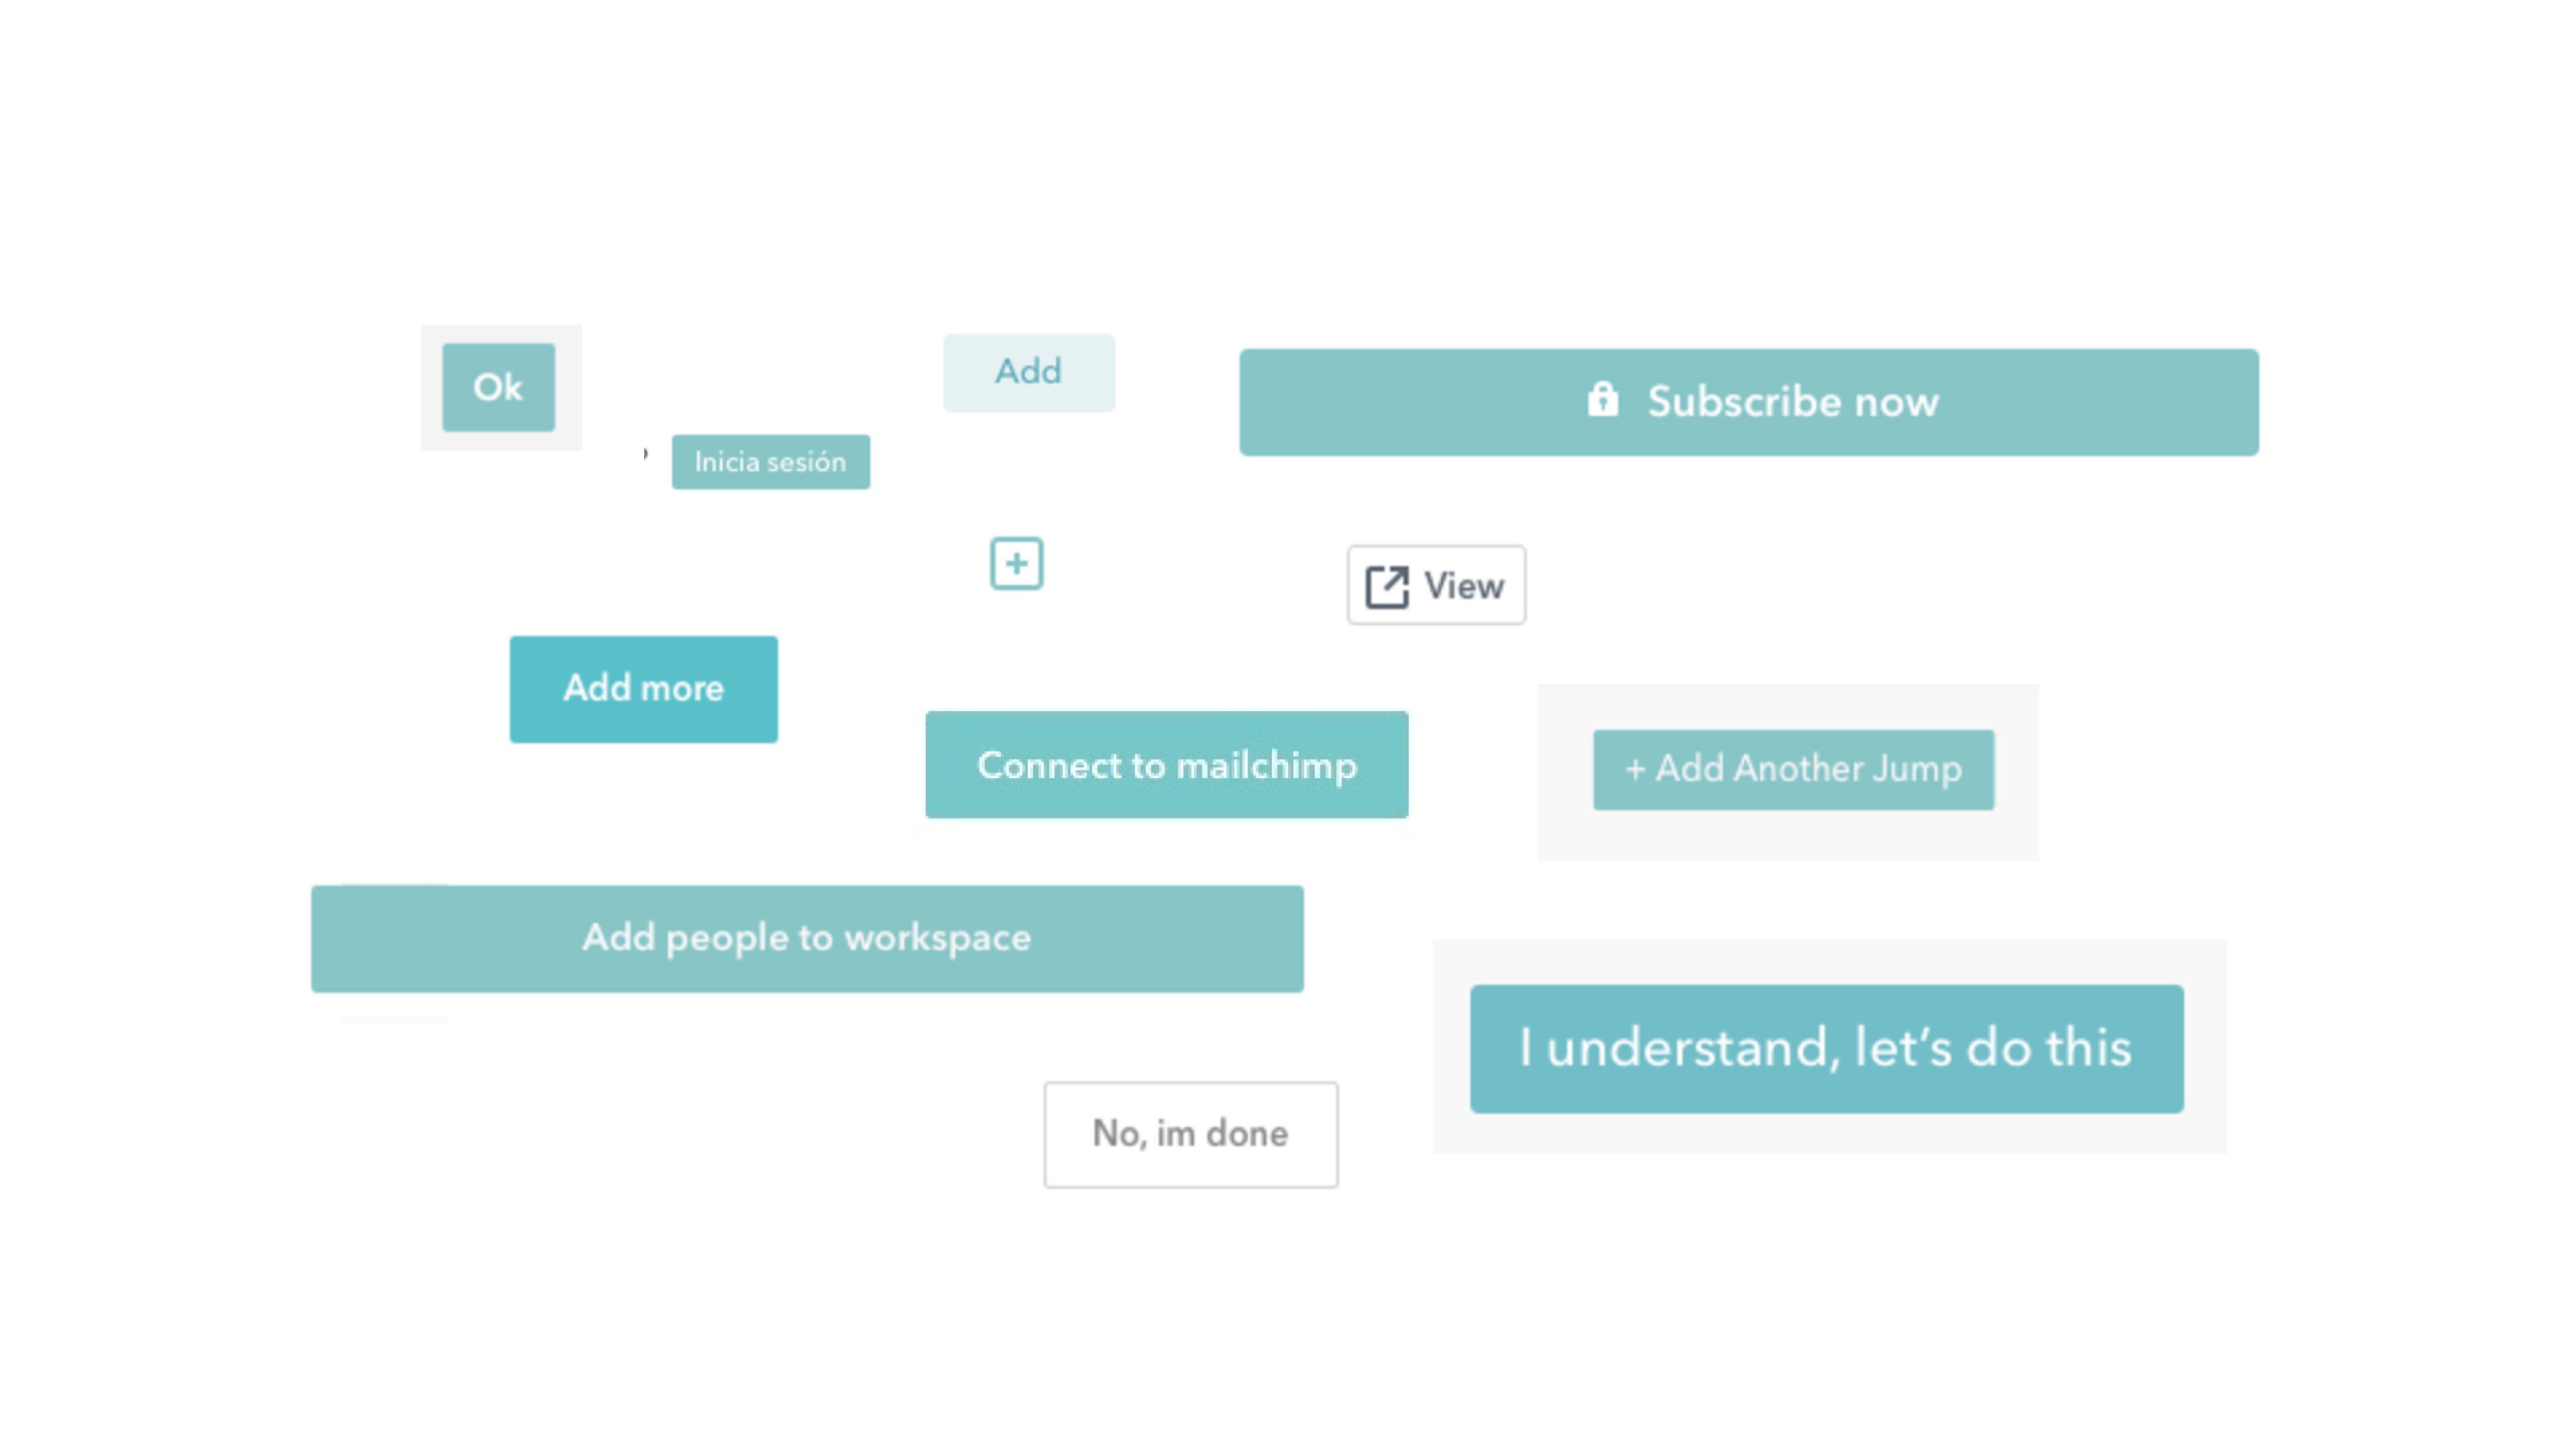 Ok
Add
Subscribe now
Inicia sesión
+
View
Add more
Connect to mailchimp
+ Add Another Jump
Add people to workspace
I understand, let’s do this
No, im done